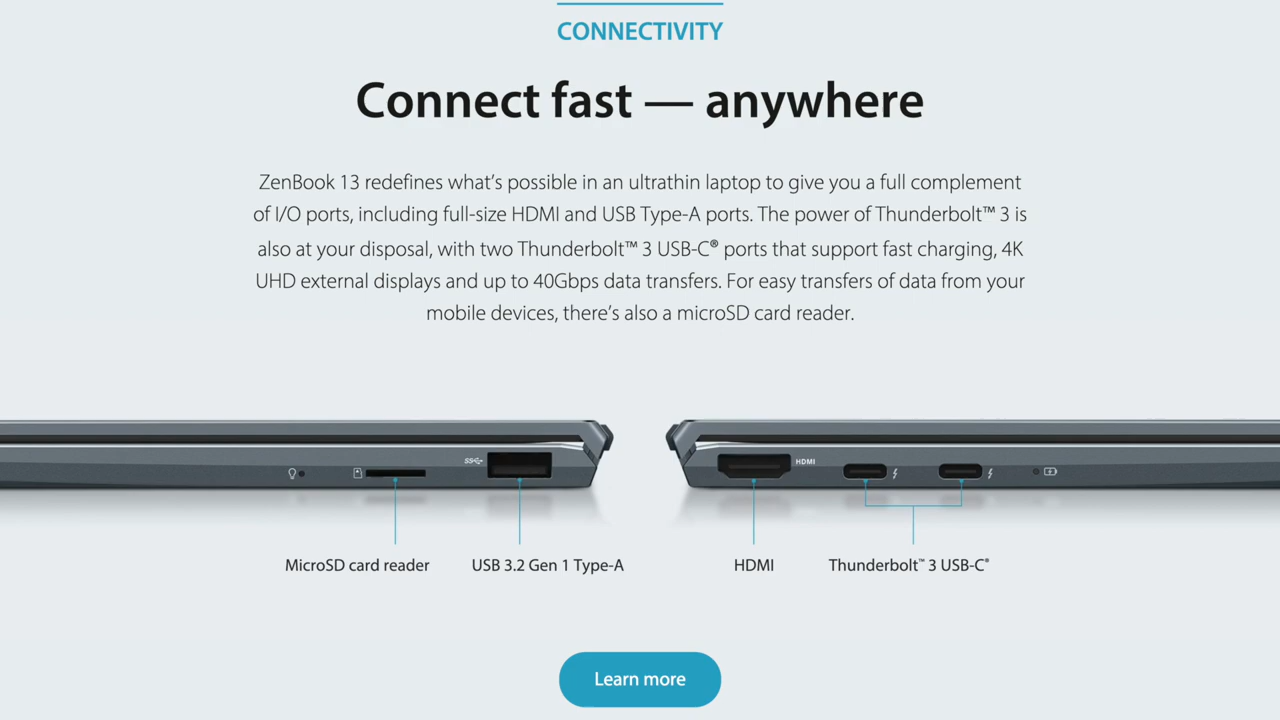 CONNECTIVITY
Connect fast — anywhere
ZenBook 13 redefines what's possible in an ultrathin laptop to give you a full complement
of I/O ports, including full-size HDMI and USB Type-A ports. The power of Thunderbolt™ 3 is
also at your disposal, with two Thunderbolt™ 3 USB-C® ports that support fast charging, 4K
UHD external displays and up to 40Gbps data transfers. For easy transfers of data from your
mobile devices, there's also a microSD card reader.
SS
HDMI
MicroSD card reader
USB 3.2 Gen 1 Type-A
HDMI
Thunderbolt™ 3 USB-C®
Learn more